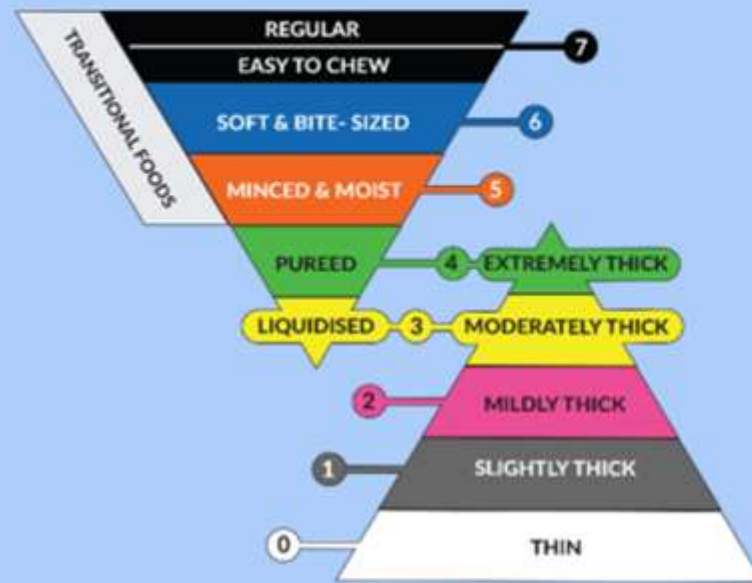 REGULAR
7
EASY TO CHEW
TRANSITIONAL FOODS
SOFT & BITE- SIZED
6
MINCED & MOIST
5
PUREED
4
EXTREMELY THICK
LIQUIDISED
3
MODERATELY THICK
2
MILDLY THICK
1
SLIGHTLY THICK
0
THIN